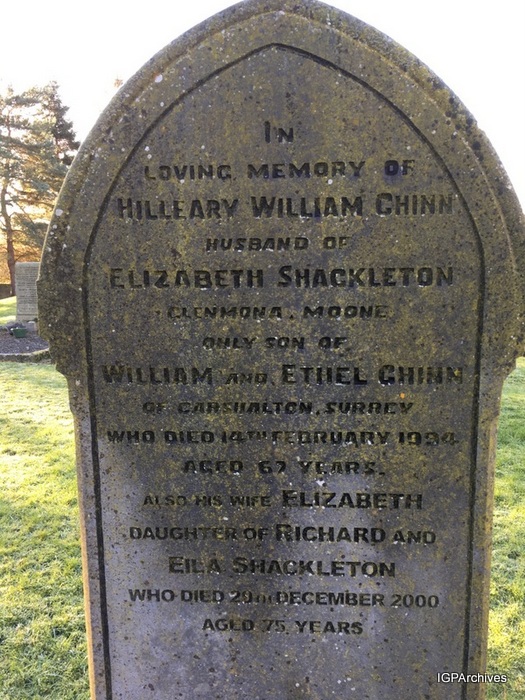 IN
LOVING MEMORY OF
HILLEARY WILLIAM CHINN
HUSBAND OF
ELIZABETH SHACKLETON
GLENMONA, MOONE
ONLY SON OF
WILLIAM AND ETHEL CHINN
OF CARSHALTON, SURREY
WHO DIED 14TH FEBRUARY 1994
AGED 67 YEARS.
ALSO HIS WIFE ELIZABETH
DAUGHTER OF RICHARD AND
EILA SHACKLETON
WHO DIED 29TH DECEMBER 2000
AGED 75 YEARS
IGPArchives